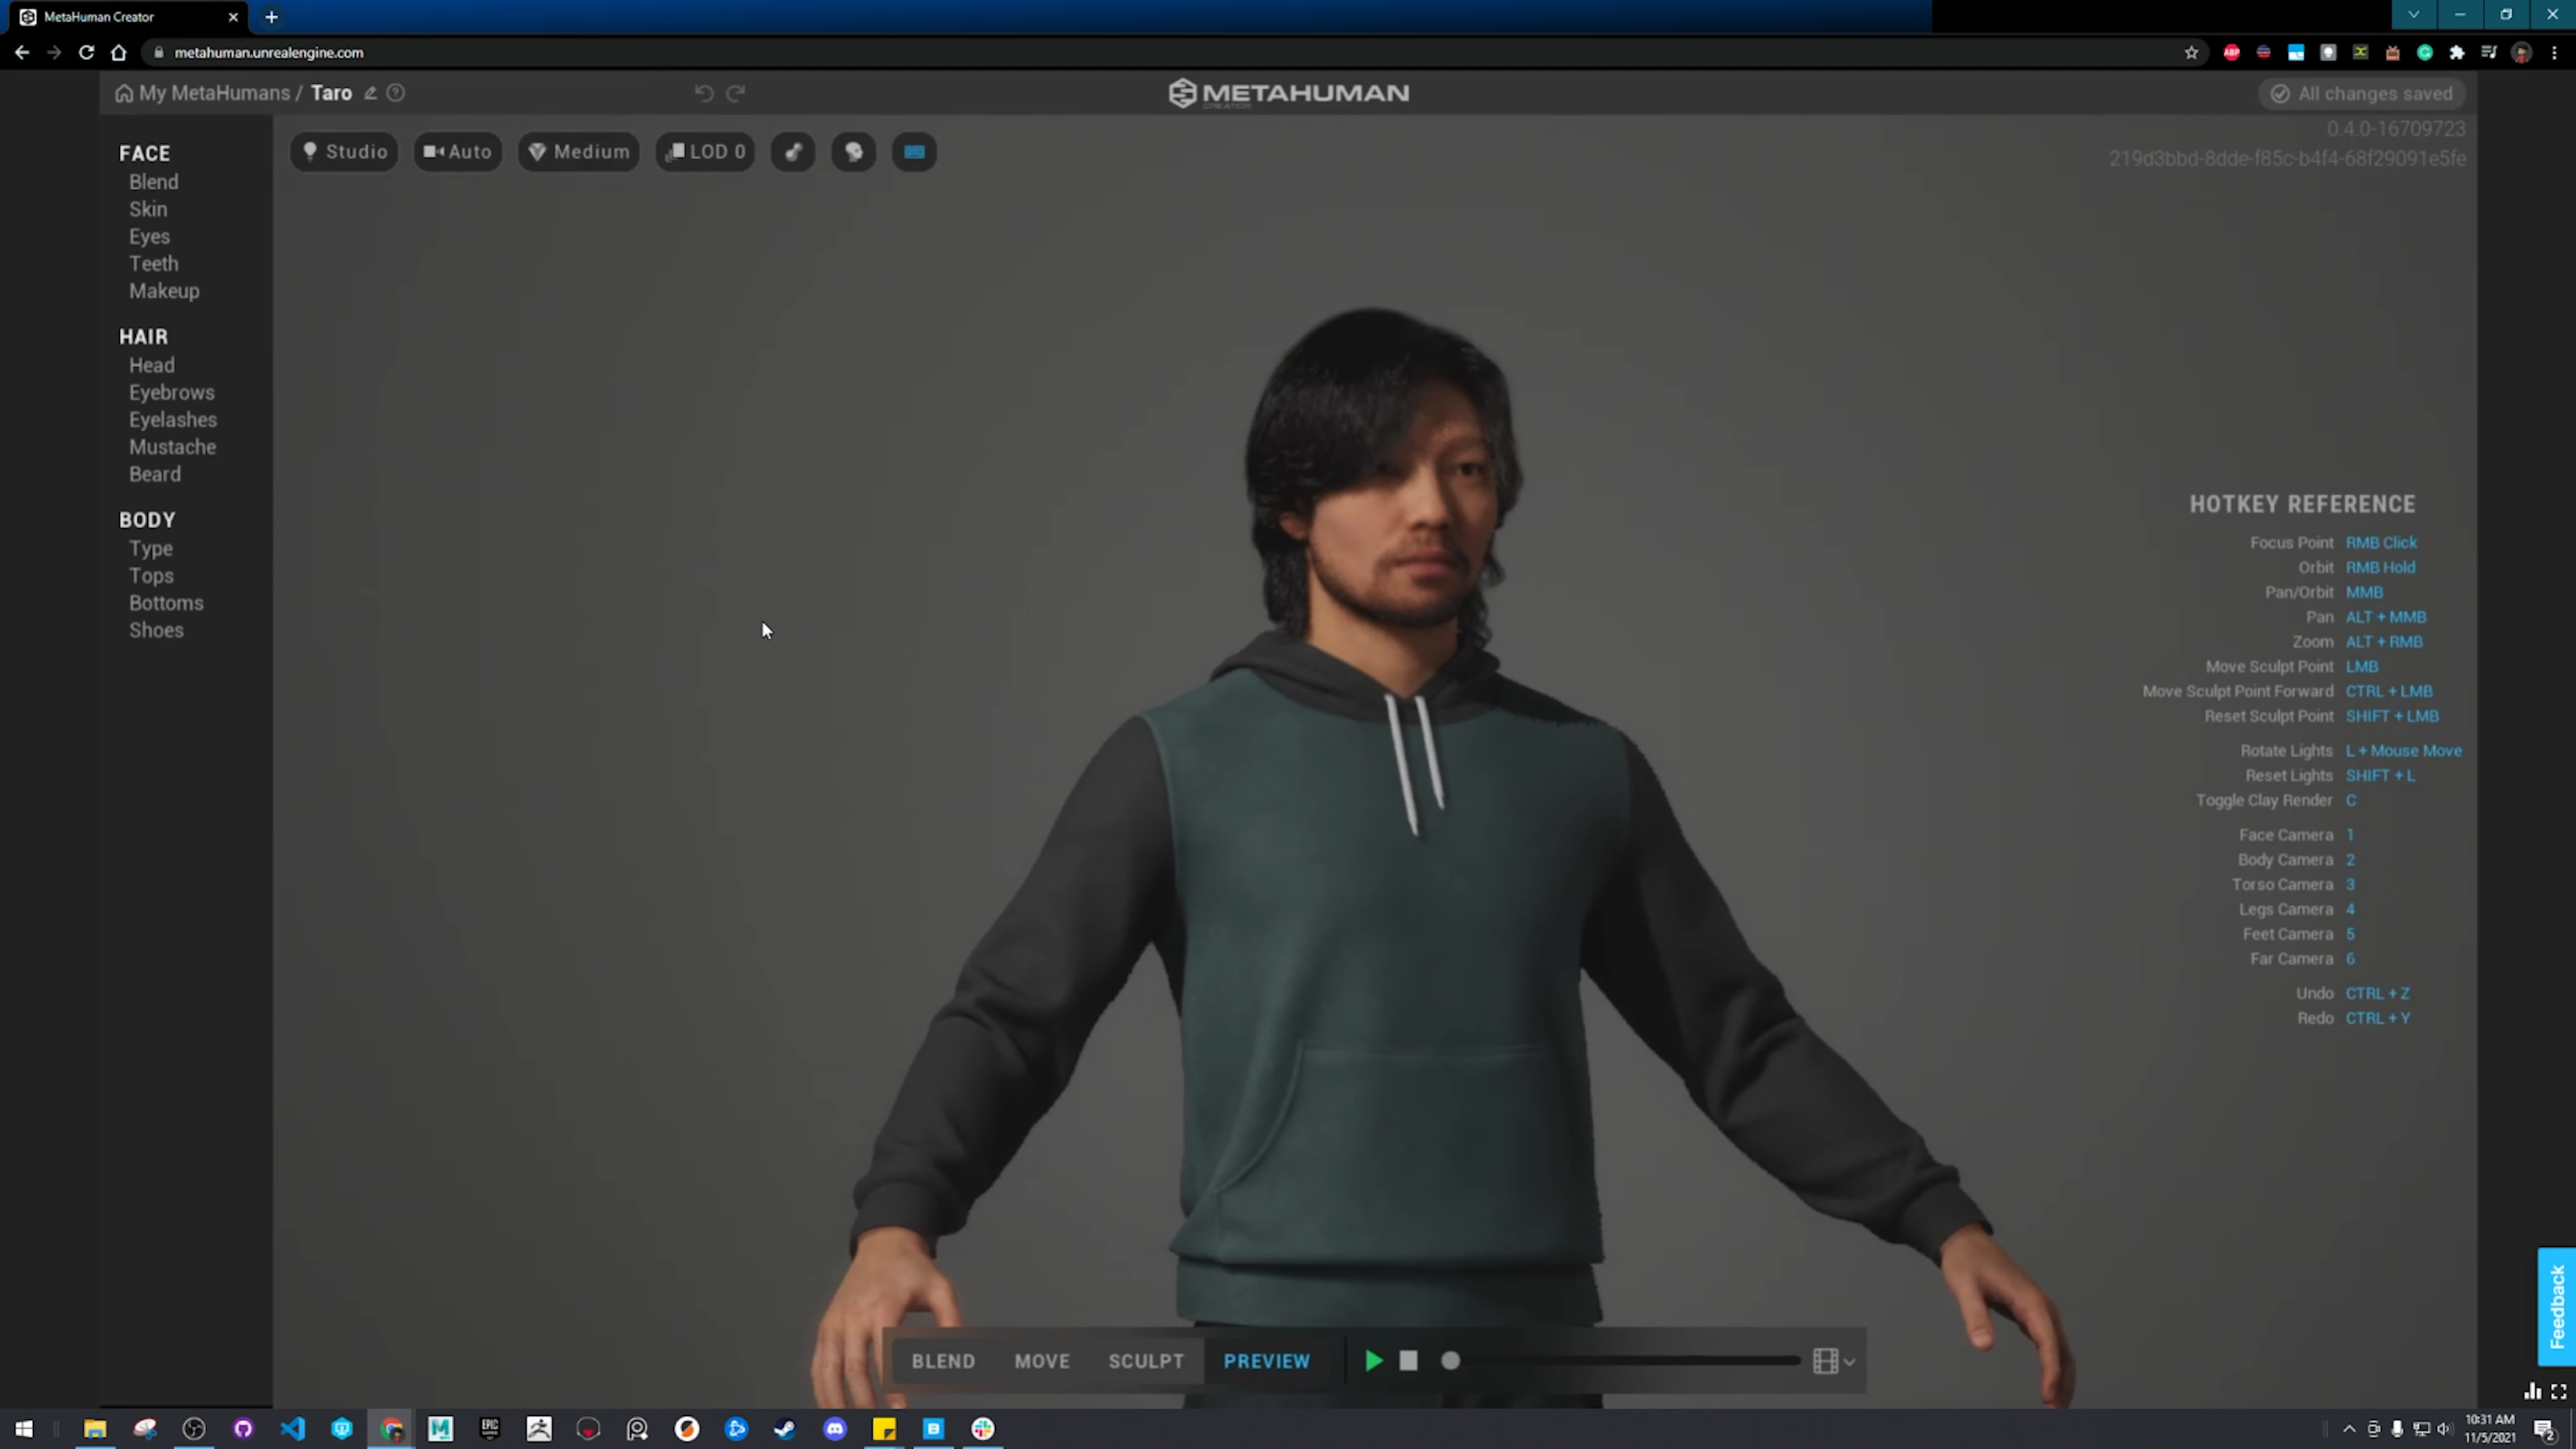 MetaHuman Creator
metahuman.unrealengine.com
ABP
My MetaHumans / Taro
METAHUMAN
CREATOR
All changes saved
0.4.0-16709723
219d3bbd-8dde-f85c-b4f4-68f29091e5fe
Studio
Auto
Medium
LOD 0
FACE
Blend
Skin
Eyes
Teeth
Makeup
HAIR
Head
Eyebrows
Eyelashes
Mustache
Beard
BODY
Type
Tops
Bottoms
Shoes
HOTKEY REFERENCE
Focus Point RMB Click
Orbit RMB Hold
Pan/Orbit MMB
Pan ALT + MMB
Zoom ALT + RMB
Move Sculpt Point LMB
Move Sculpt Point Forward CTRL + LMB
Reset Sculpt Point SHIFT + LMB
Rotate Lights L + Mouse Move
Reset Lights SHIFT + L
Toggle Clay Render C
Face Camera 1
Body Camera 2
Torso Camera 3
Legs Camera 4
Feet Camera 5
Far Camera 6
Undo CTRL + Z
Redo CTRL + Y
Feedback
BLEND MOVE SCULPT PREVIEW
M
EPIC
GAMES
B
10:31 AM
11/5/2021
2